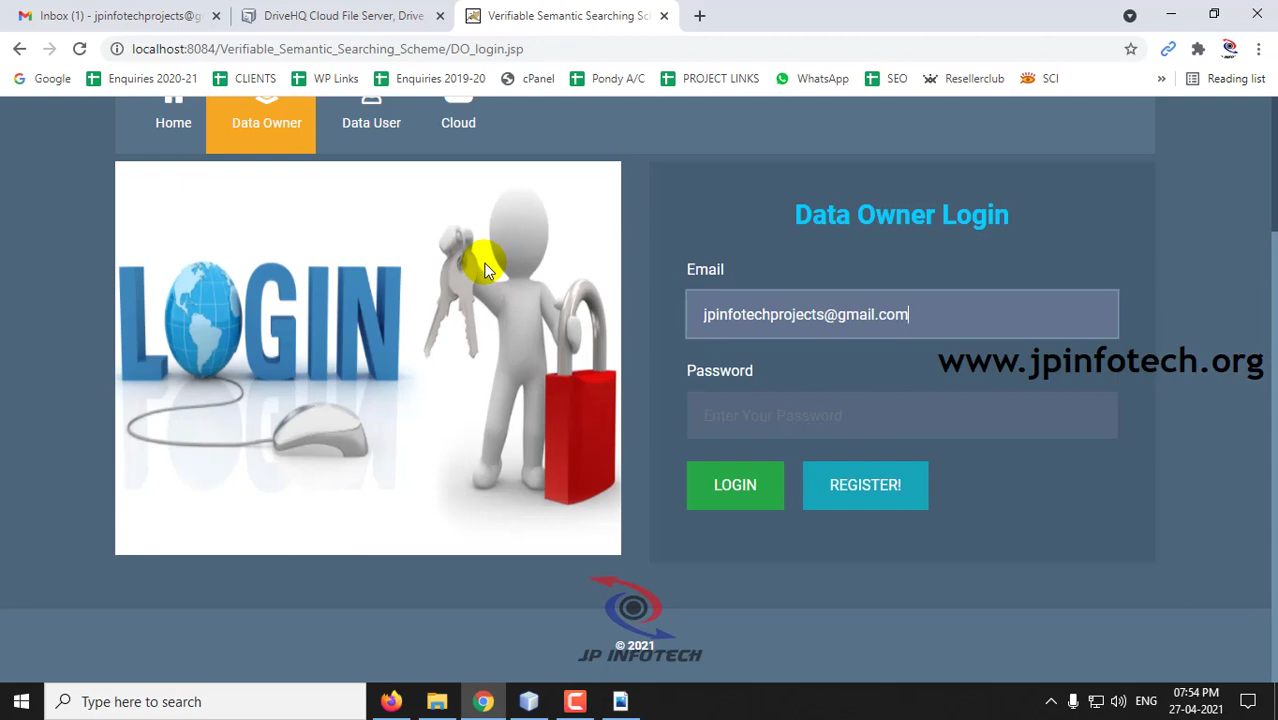 Inbox (1) - jpinfotechprojects@g
DriveHQ Cloud File Server, Drive
Verifiable Semantic Searching Sc
localhost:8084/Verifiable_Semantic_Searching_Scheme/DO_login.jsp
Google
Enquiries 2020-21
CLIENTS
WP Links
Enquiries 2019-20
cPanel
Pondy A/C
PROJECT LINKS
WhatsApp
SEO
Resellerclub
SCI
»
Reading list
Home
Data Owner
Data User
Cloud
LOGIN
Data Owner Login
Email
jpinfotechprojects@gmail.com
www.jpinfotech.org
Password
Enter Your Password
LOGIN
REGISTER!
© 2021
JP INFOTECH
Type here to search
ENG
07:54 PM
27-04-2021